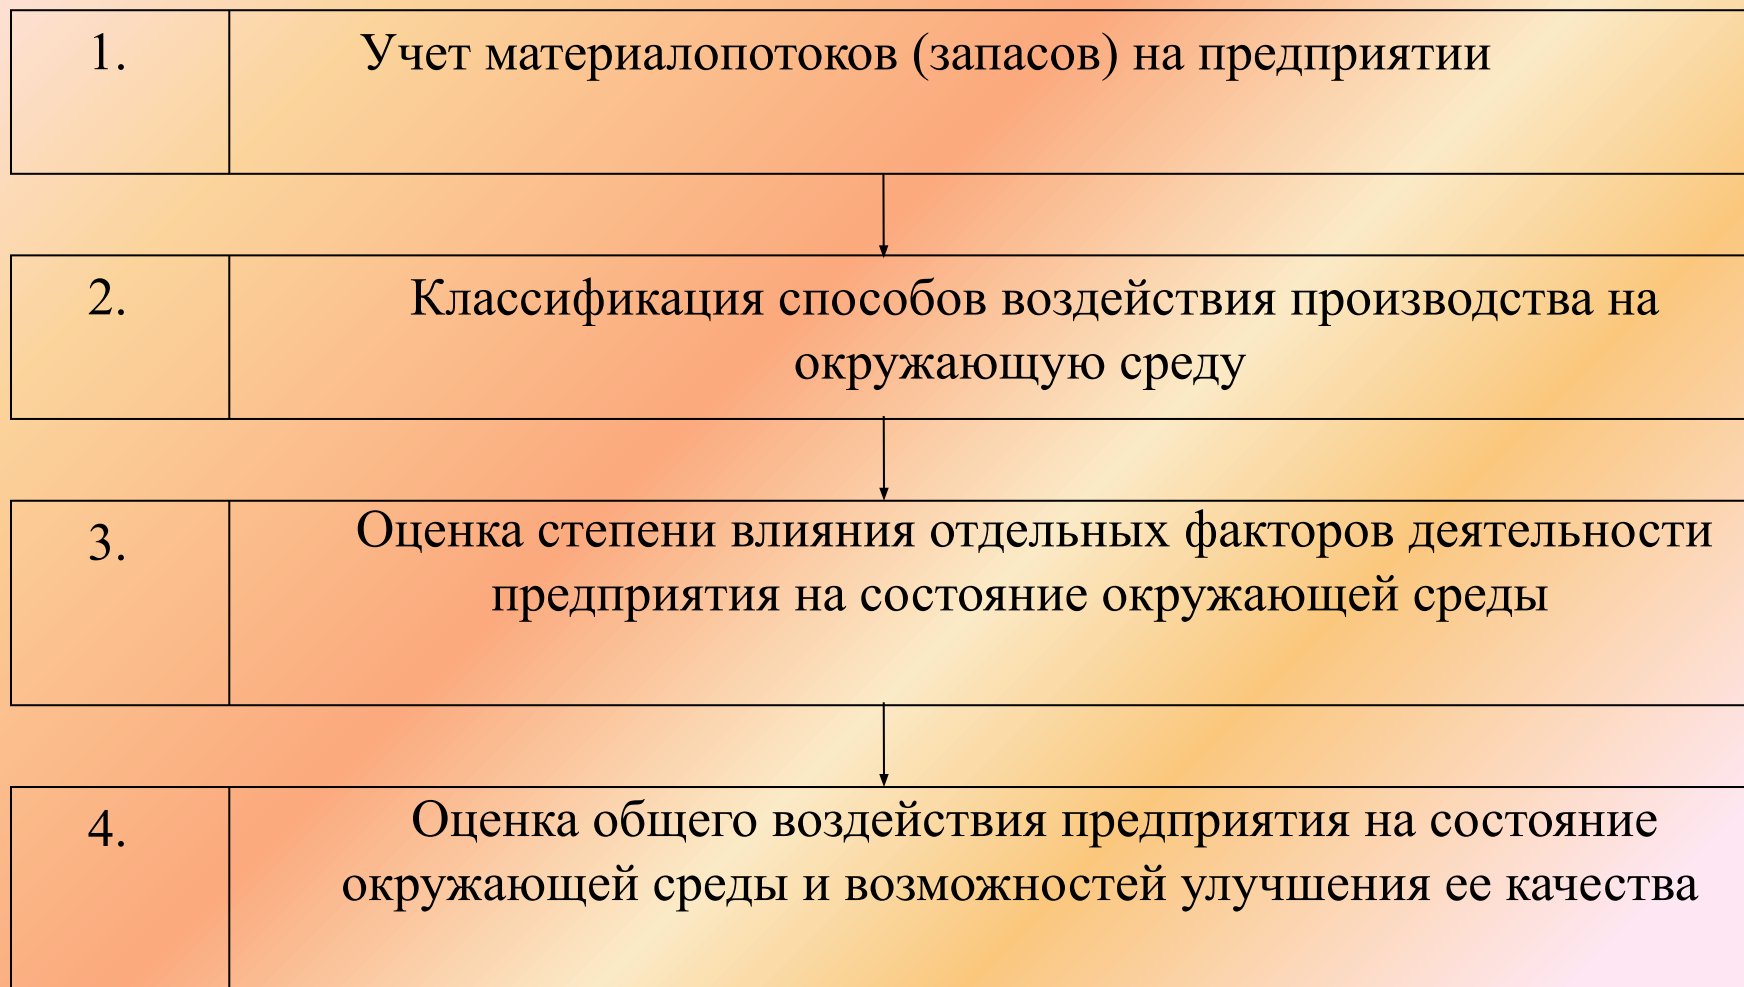 1. Учет материалопотоков (запасов) на предприятии
2. Классификация способов воздействия производства на
окружающую среду
3. Оценка степени влияния отдельных факторов деятельности
предприятия на состояние окружающей среды
4. Оценка общего воздействия предприятия на состояние
окружающей среды и возможностей улучшения ее качества